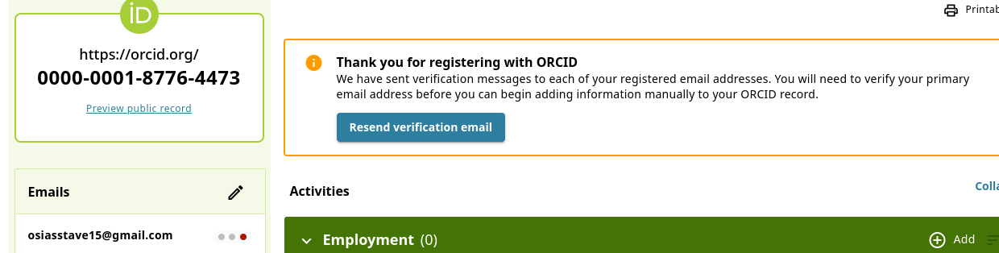 iD
https://orcid.org/
0000-0001-8776-4473
Preview public record
Emails
osiasstave15@gmail.com
Printab
Thank you for registering with ORCID
We have sent verification messages to each of your registered email addresses. You will need to verify your primary
email address before you can begin adding information manually to your ORCID record.
Resend verification email
Activities
Colla
Employment (0)
Add